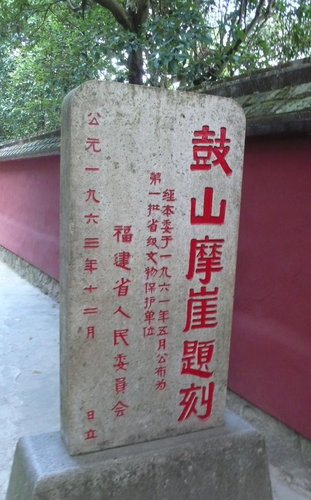 鼓山摩崖題刻
经本委于一九六一年五月公布为
第一批省级文物保护单位
福建省人民委員会
公元一九六三年十二月 日立